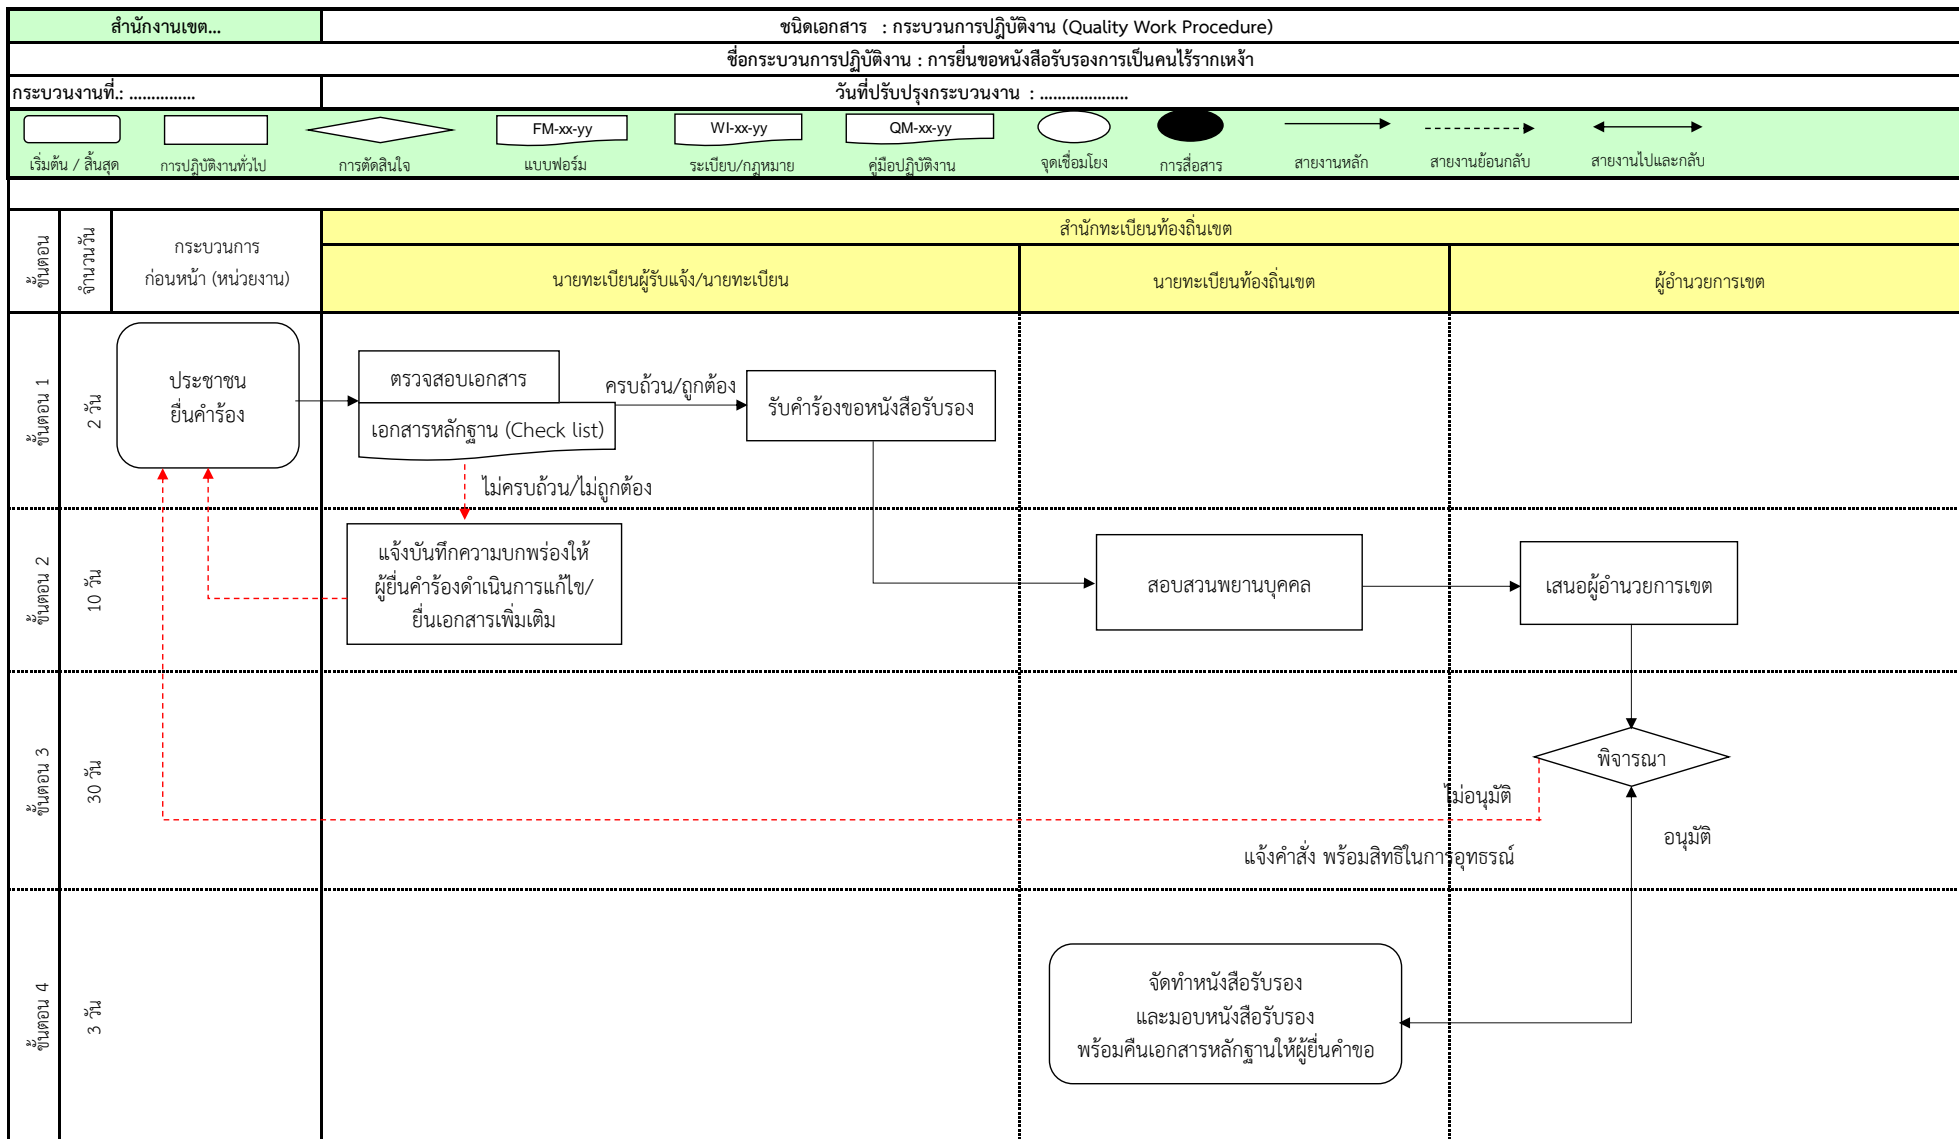 สำนักงานเขต...
ชนิดเอกสาร : กระบวนการปฎิบัติงาน (Quality Work Procedure)
ชื่อกระบวนการปฏิบัติงาน : การยื่นขอหนังสือรับรองการเป็นคนไร้รากเหง้า
กระบวนงานที่.: ...............
วันที่ปรับปรุงกระบวนงาน : ....................
FM-xx-yy
WI-xx-yy
QM-xx-yy
เริ่มต้น / สิ้นสุด
การปฎิบัติงานทั่วไป
การตัดสินใจ
แบบฟอร์ม
ระเบียบ/กฎหมาย
คู่มือปฏิบัติงาน
จุดเชื่อมโยง
การสื่อสาร
สายงานหลัก
สายงานย้อนกลับ
สายงานไปและกลับ
ขั้นตอน
จำนวนวัน
กระบวนการ
ก่อนหน้า (หน่วยงาน)
สำนักทะเบียนท้องถิ่นเขต
นายทะเบียนผู้รับแจ้ง/นายทะเบียน
นายทะเบียนท้องถิ่นเขต
ผู้อำนวยการเขต
ขั้นตอน 1
2 วัน
ประชาชน
ยื่นคำร้อง
ตรวจสอบเอกสาร
เอกสารหลักฐาน (Check list)
ครบถ้วน/ถูกต้อง
รับคำร้องขอหนังสือรับรอง
ไม่ครบถ้วน/ไม่ถูกต้อง
ขั้นตอน 2
10 วัน
แจ้งบันทึกความบกพร่องให้
ผู้ยื่นคำร้องดำเนินการแก้ไข/
ยื่นเอกสารเพิ่มเติม
สอบสวนพยานบุคคล
เสนอผู้อำนวยการเขต
ขั้นตอน 3
30 วัน
พิจารณา
ไม่อนุมัติ
อนุมัติ
แจ้งคำสั่ง พร้อมสิทธิในการอุทธรณ์
ขั้นตอน 4
3 วัน
จัดทำหนังสือรับรอง
และมอบหนังสือรับรอง
พร้อมคืนเอกสารหลักฐานให้ผู้ยื่นคำขอ